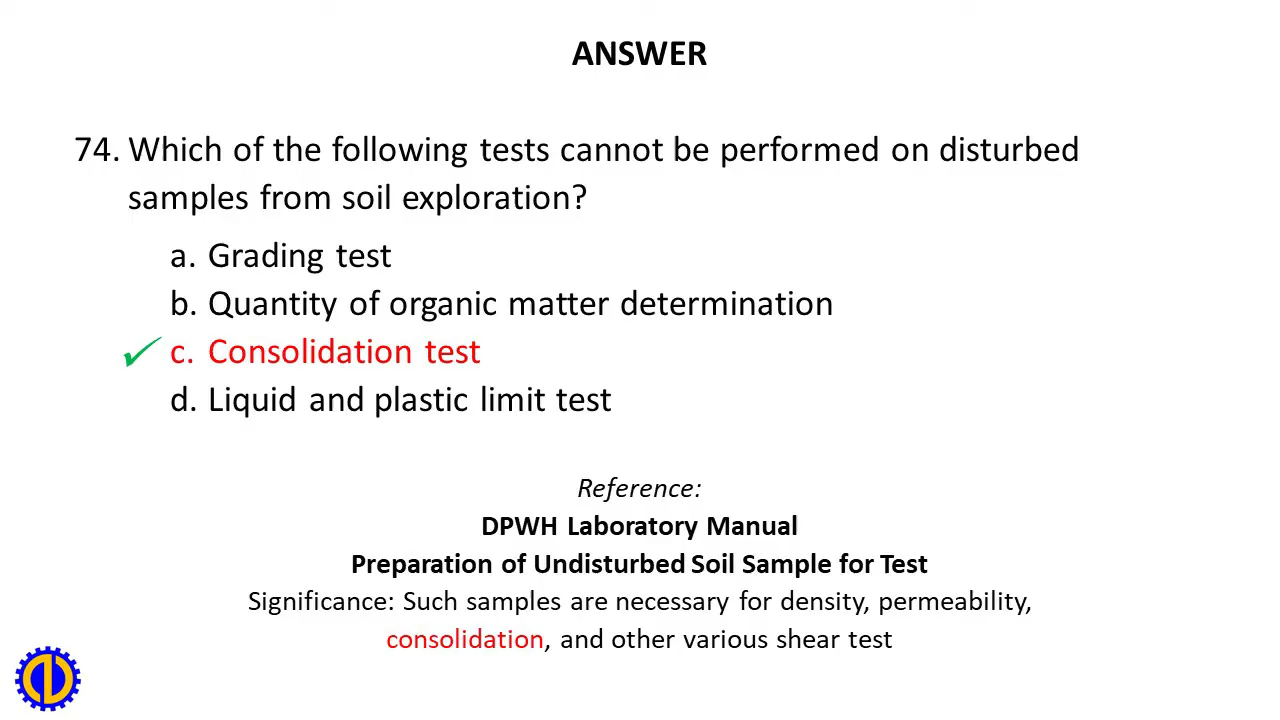 ANSWER
74. Which of the following tests cannot be performed on disturbed
samples from soil exploration?
a. Grading test
b. Quantity of organic matter determination
✓ c. Consolidation test
d. Liquid and plastic limit test
Reference:
DPWH Laboratory Manual
Preparation of Undisturbed Soil Sample for Test
Significance: Such samples are necessary for density, permeability,
consolidation, and other various shear test